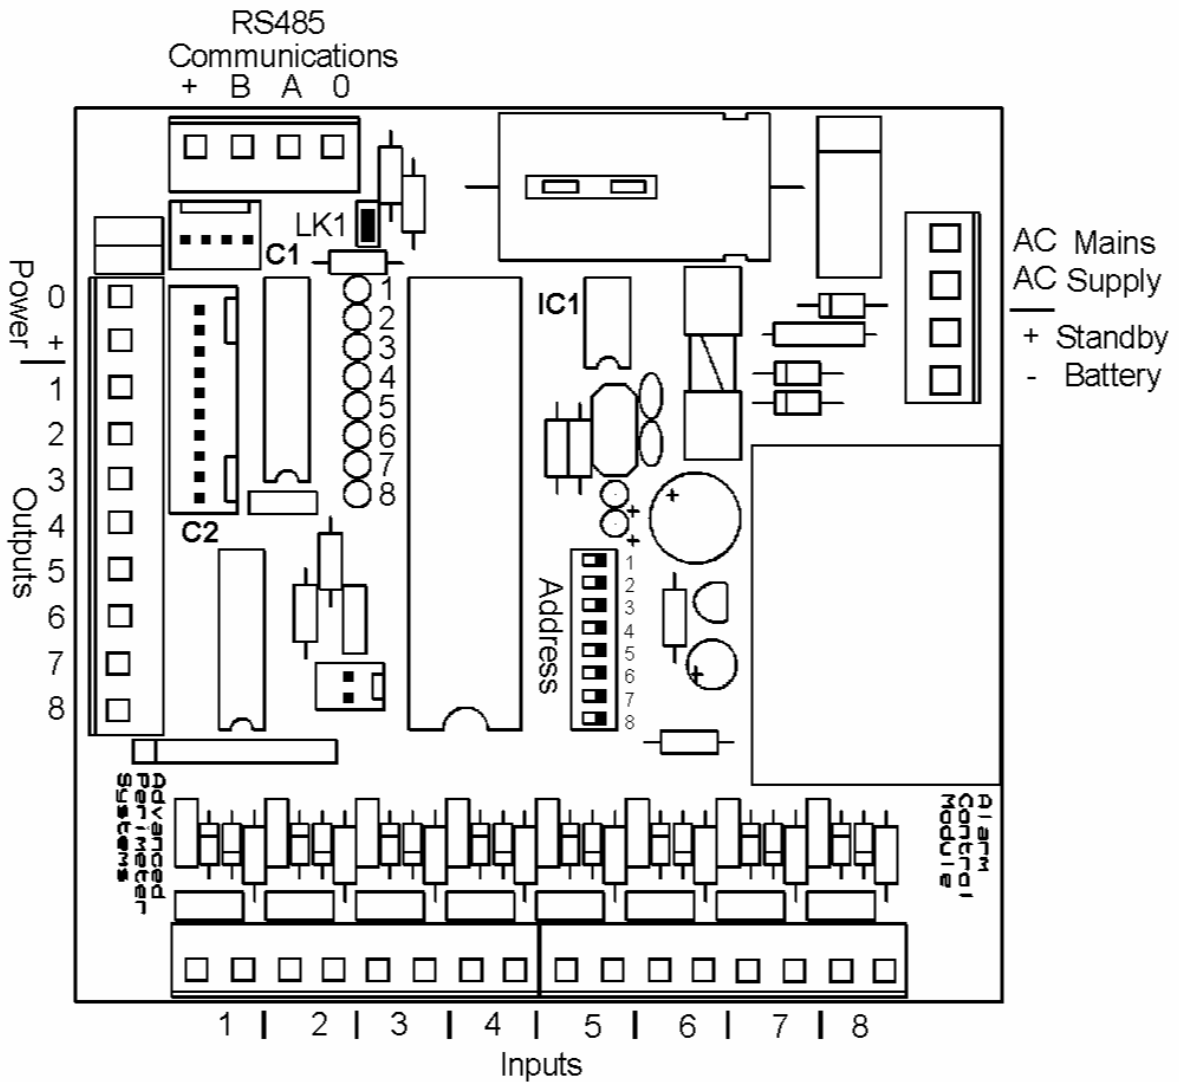 RS485
Communications
+ B A 0
LK1
C1
Power
0
+
Outputs
1
2
3
4
5
6
7
8
C2
1
2
3
4
5
6
7
8
IC1
AC Mains
AC Supply
+ Standby
- Battery
+
+
+
+
Address
1
2
3
4
5
6
7
8
Advanced
Perimeter
Systems
Alarm
Control
Module
1 | 2 | 3 | 4 | 5 | 6 | 7 | 8
Inputs